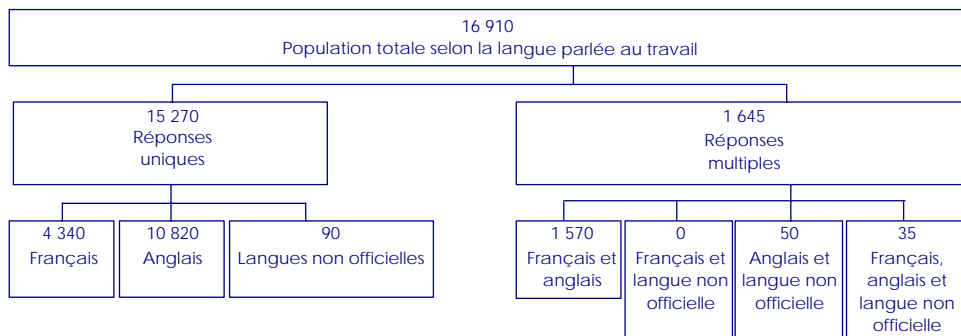 16 910
Population totale selon la langue parlée au travail
15 270
Réponses
uniques
1 645
Réponses
multiples
4 340
Français
10 820
Anglais
90
Langues non officielles
1 570
Français et
anglais
0
Français et
langue non
officielle
50
Anglais et
langue non
officielle
35
Français,
anglais et
langue non
officielle